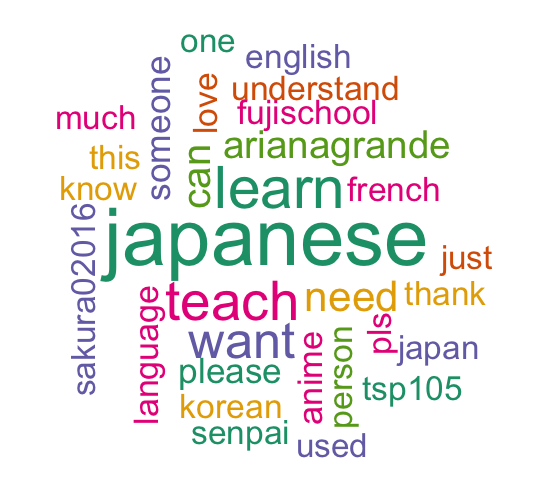 one
english
someone
love
understand
much
fujischool
this
can
arianagrande
know
learn
french
sakura02016
japanese
just
language
teach
need
thank
want
anime
person
pls
japan
please
tsp105
korean
senpai
used